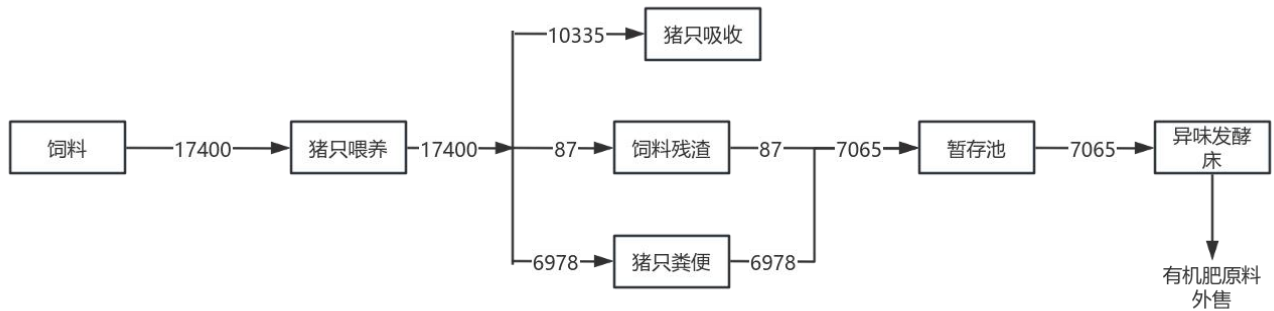 10335
猪只吸收
饲料
17400
猪只喂养
17400
87
饲料残渣
87
7065
暂存池
7065
异味发酵
床
6978
猪只粪便
6978
有机肥原料
外售